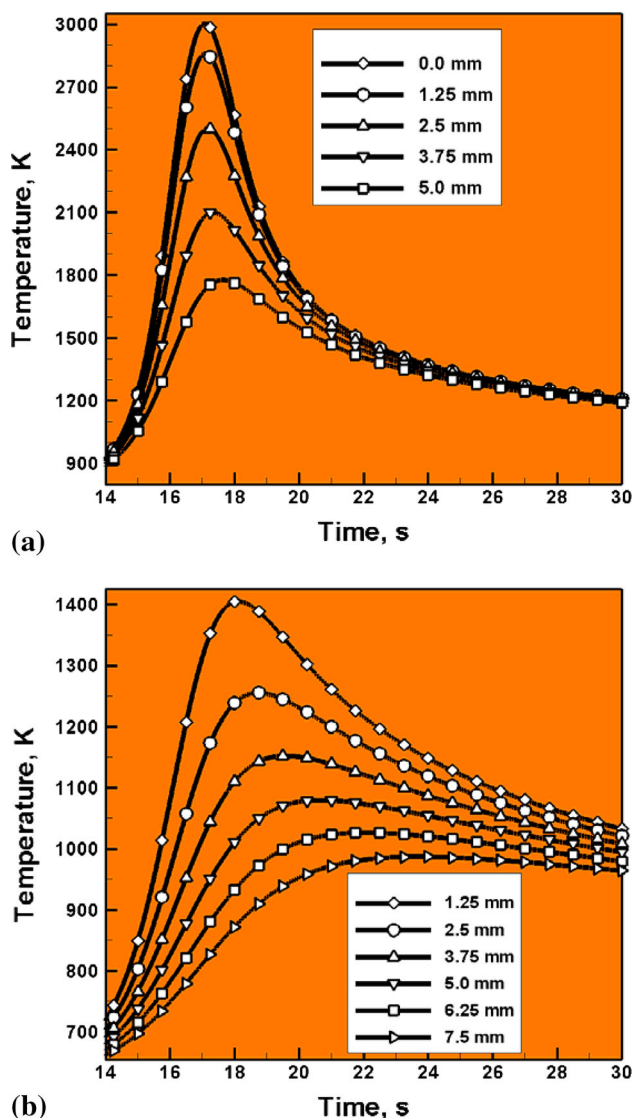 3000
2700
2400
2100
1800
1500
1200
900
Temperature, K
0.0 mm
1.25 mm
2.5 mm
3.75 mm
5.0 mm
14 16 18 20 22 24 26 28 30
Time, s
(a)
1400
1300
1200
1100
1000
900
800
700
Temperature, K
1.25 mm
2.5 mm
3.75 mm
5.0 mm
6.25 mm
7.5 mm
14 16 18 20 22 24 26 28 30
Time, s
(b)